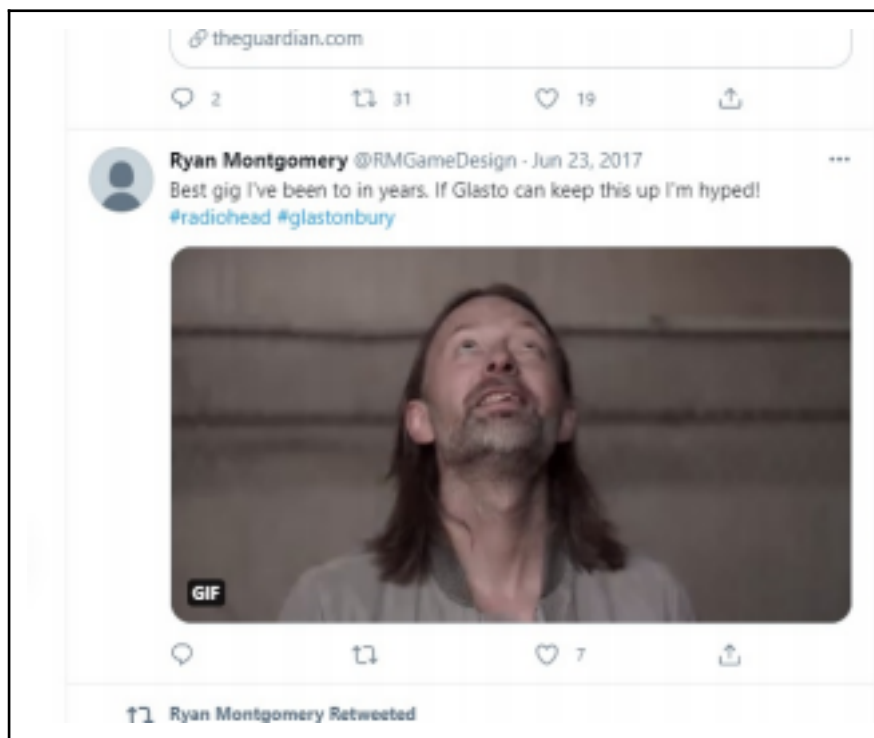 theguardian.com
2 31 19
Ryan Montgomery @RMGameDesign · Jun 23, 2017
Best gig I've been to in years. If Glasto can keep this up I'm hyped!
#radiohead #glastonbury
GIF
7
Ryan Montgomery Retweeted